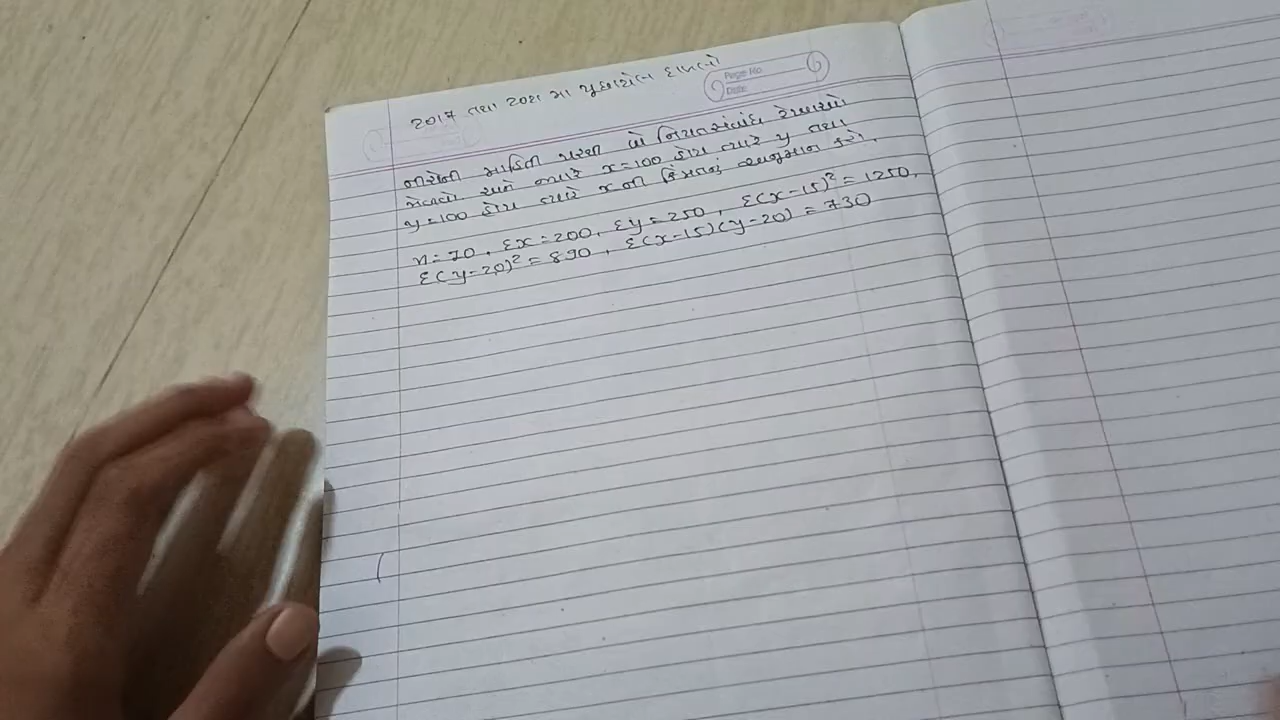 2017 તથા 2021 મા પૂછાયેલ દાખલો
Page No
Date
નીચેની માહિતી પરથી બે નિયતસંબંધ રેખાઓ
મેળવો અને જ્યારે x=100 હોય ત્યારે y તથા
y=100 હોય ત્યારે x ની કિંમતનું અનુમાન કરો.
n=10, Σx=200, Σy=250, Σ(x-15)²=1250,
Σ(y-20)²=890, Σ(x-15)(y-20)=730